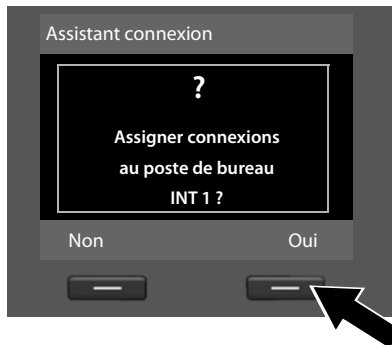 Assistant connexion
?
Assigner connexions
au poste de bureau
INT 1 ?
Non Oui